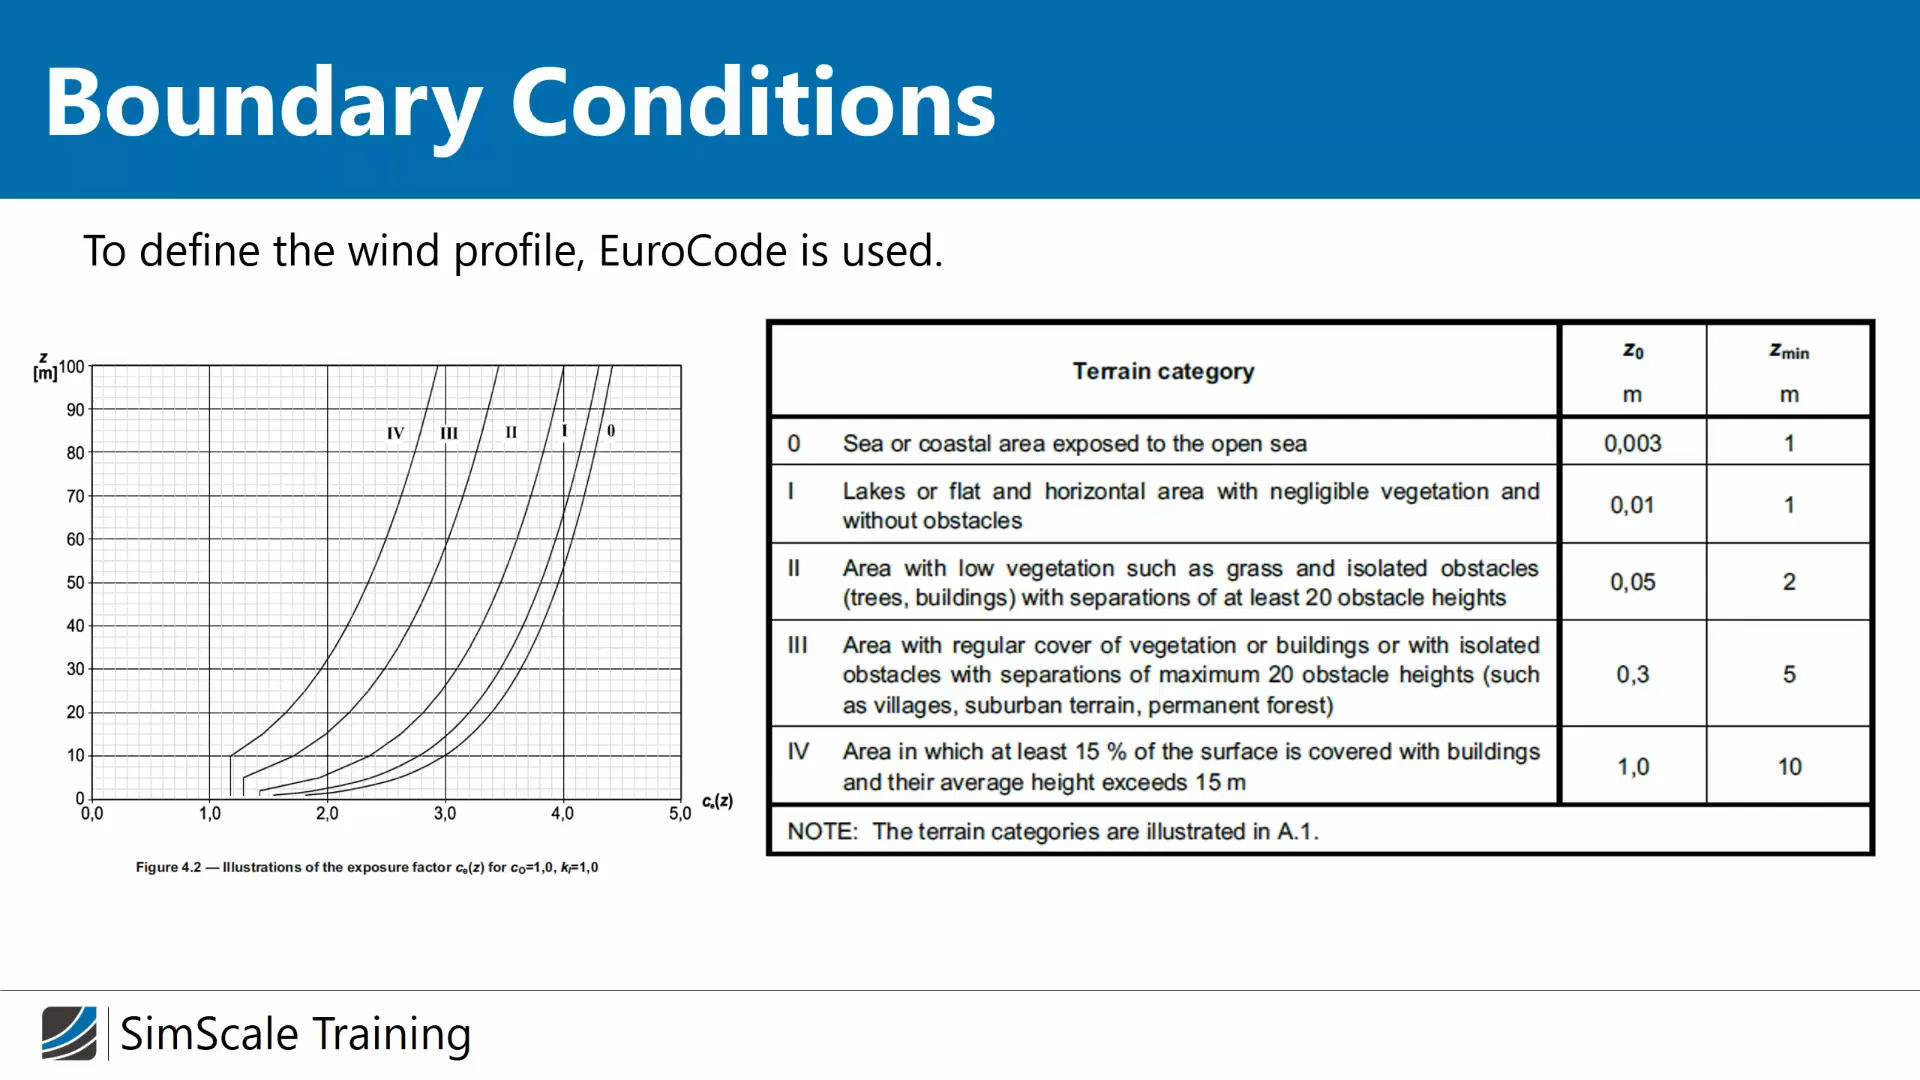 Boundary Conditions
To define the wind profile, EuroCode is used.
z
[m]
100
90
80
70
60
50
40
30
20
10
0
IV III II I 0
0,0 1,0 2,0 3,0 4,0 5,0
cₑ(z)
Figure 4.2 — Illustrations of the exposure factor cₑ(z) for cO=1,0, kI=1,0
Terrain category z₀ zmin
m m
0 Sea or coastal area exposed to the open sea 0,003 1
I Lakes or flat and horizontal area with negligible vegetation and
without obstacles 0,01 1
II Area with low vegetation such as grass and isolated obstacles
(trees, buildings) with separations of at least 20 obstacle heights 0,05 2
III Area with regular cover of vegetation or buildings or with isolated
obstacles with separations of maximum 20 obstacle heights (such 0,3 5
as villages, suburban terrain, permanent forest)
IV Area in which at least 15 % of the surface is covered with buildings
and their average height exceeds 15 m 1,0 10
NOTE: The terrain categories are illustrated in A.1.
SimScale Training